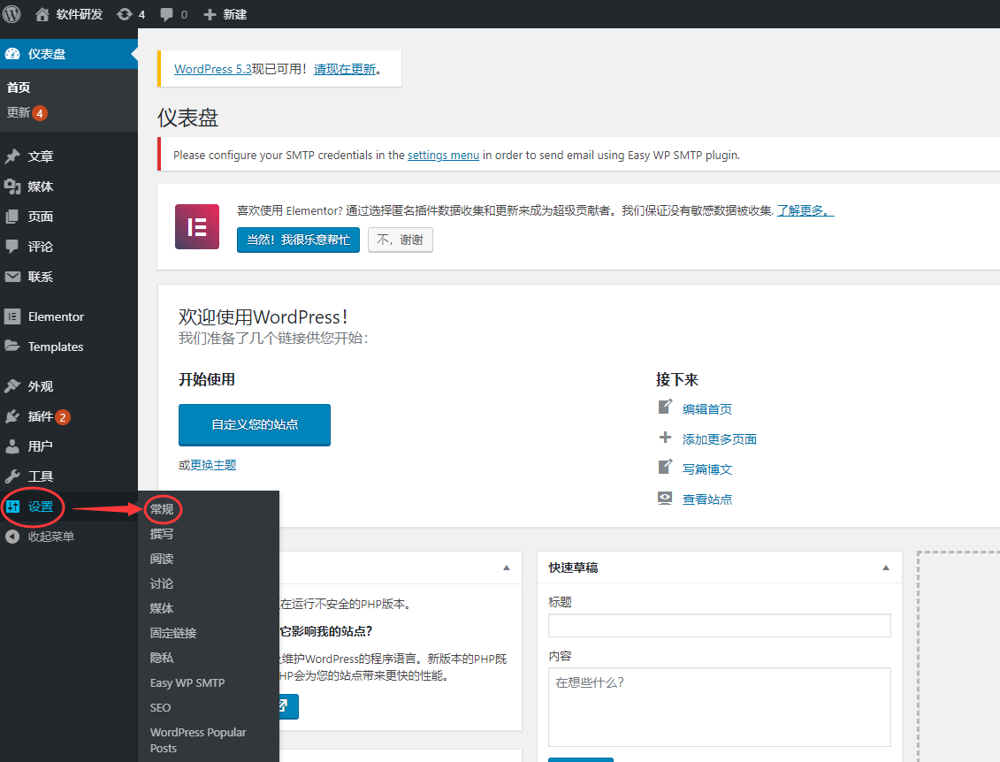 软件研发 4 0 新建
仪表盘
首页
更新 4
文章
媒体
页面
评论
联系
Elementor
Templates
外观
插件 2
用户
工具
设置
收起菜单
常规
撰写
阅读
讨论
媒体
固定链接
隐私
Easy WP SMTP
SEO
WordPress Popular
Posts
WordPress 5.3现已可用！请现在更新。
仪表盘
Please configure your SMTP credentials in the settings menu in order to send email using Easy WP SMTP plugin.
喜欢使用 Elementor? 通过选择匿名插件数据收集和更新来成为超级贡献者。我们保证没有敏感数据被收集. 了解更多。
当然！我很乐意帮忙 不，谢谢
欢迎使用WordPress！
我们准备了几个链接供您开始：
开始使用
自定义您的站点
或更换主题
接下来
编辑首页
添加更多页面
写篇博文
查看站点
在运行不安全的PHP版本。
它影响我的站点？
维护WordPress的程序语言。新版本的PHP既
HP会为您的站点带来更快的性能。
快速草稿
标题
内容
在想些什么？